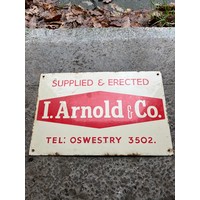 SUPPLIED & ERECTED
I. Arnold & Co.
TEL: OSWESTRY 3502.